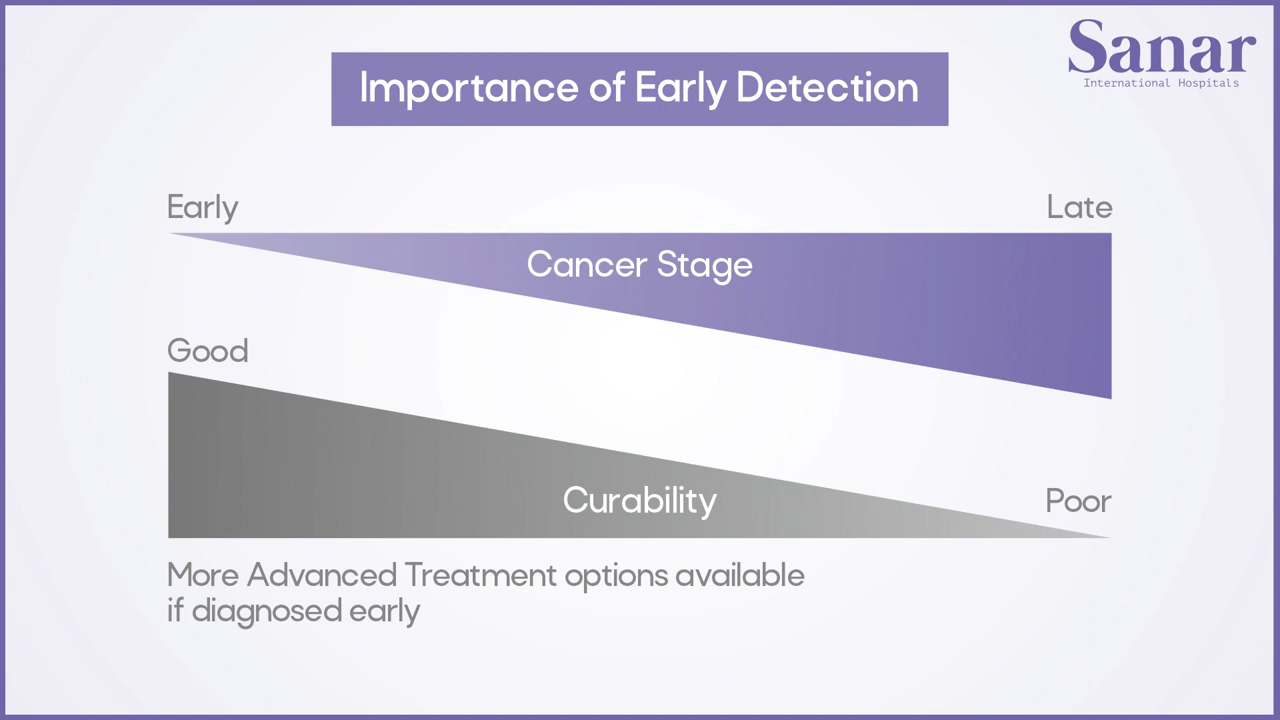 Sanar
International Hospitals
Importance of Early Detection
Early
Late
Cancer Stage
Good
Curability
Poor
More Advanced Treatment options available
if diagnosed early